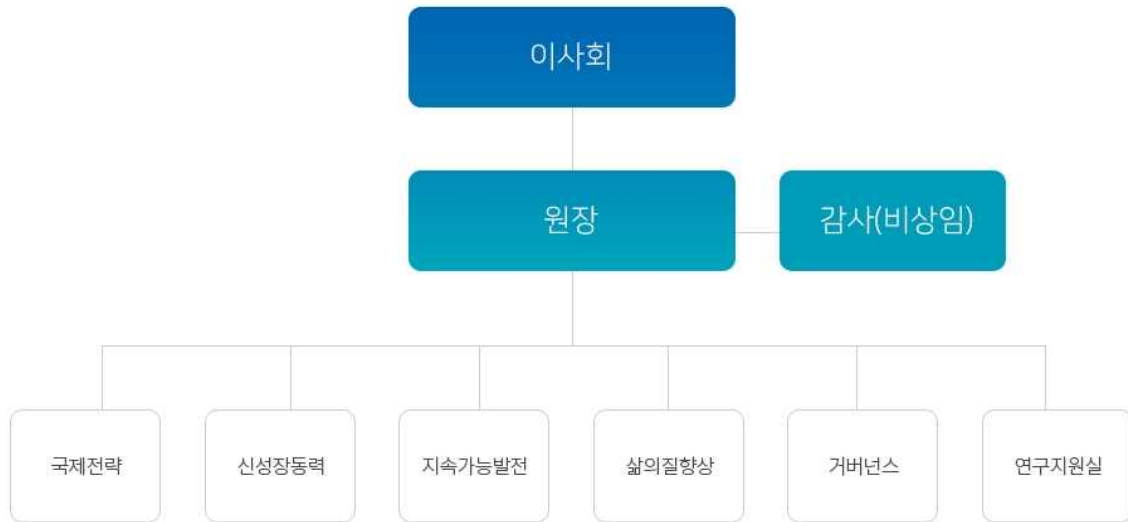 이사회
원장
감사(비상임)
국제전략
신성장동력
지속가능발전
삶의질향상
거버넌스
연구지원실